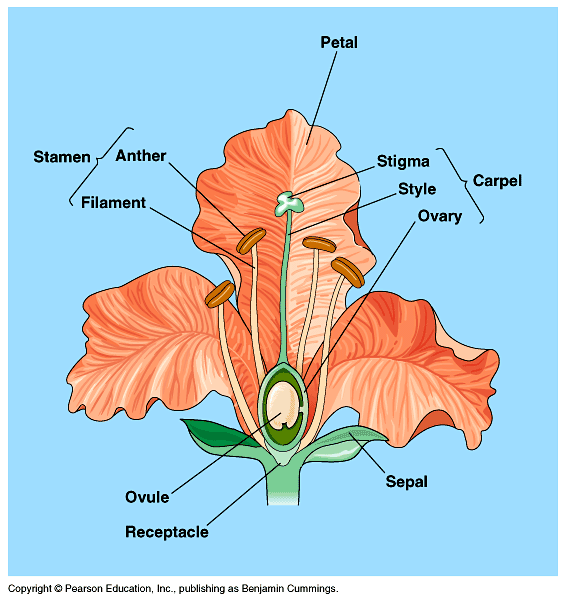 Petal
Stamen
Anther
Filament
Stigma
Style
Ovary
Carpel
Ovule
Receptacle
Sepal
Copyright © Pearson Education, Inc., publishing as Benjamin Cummings.